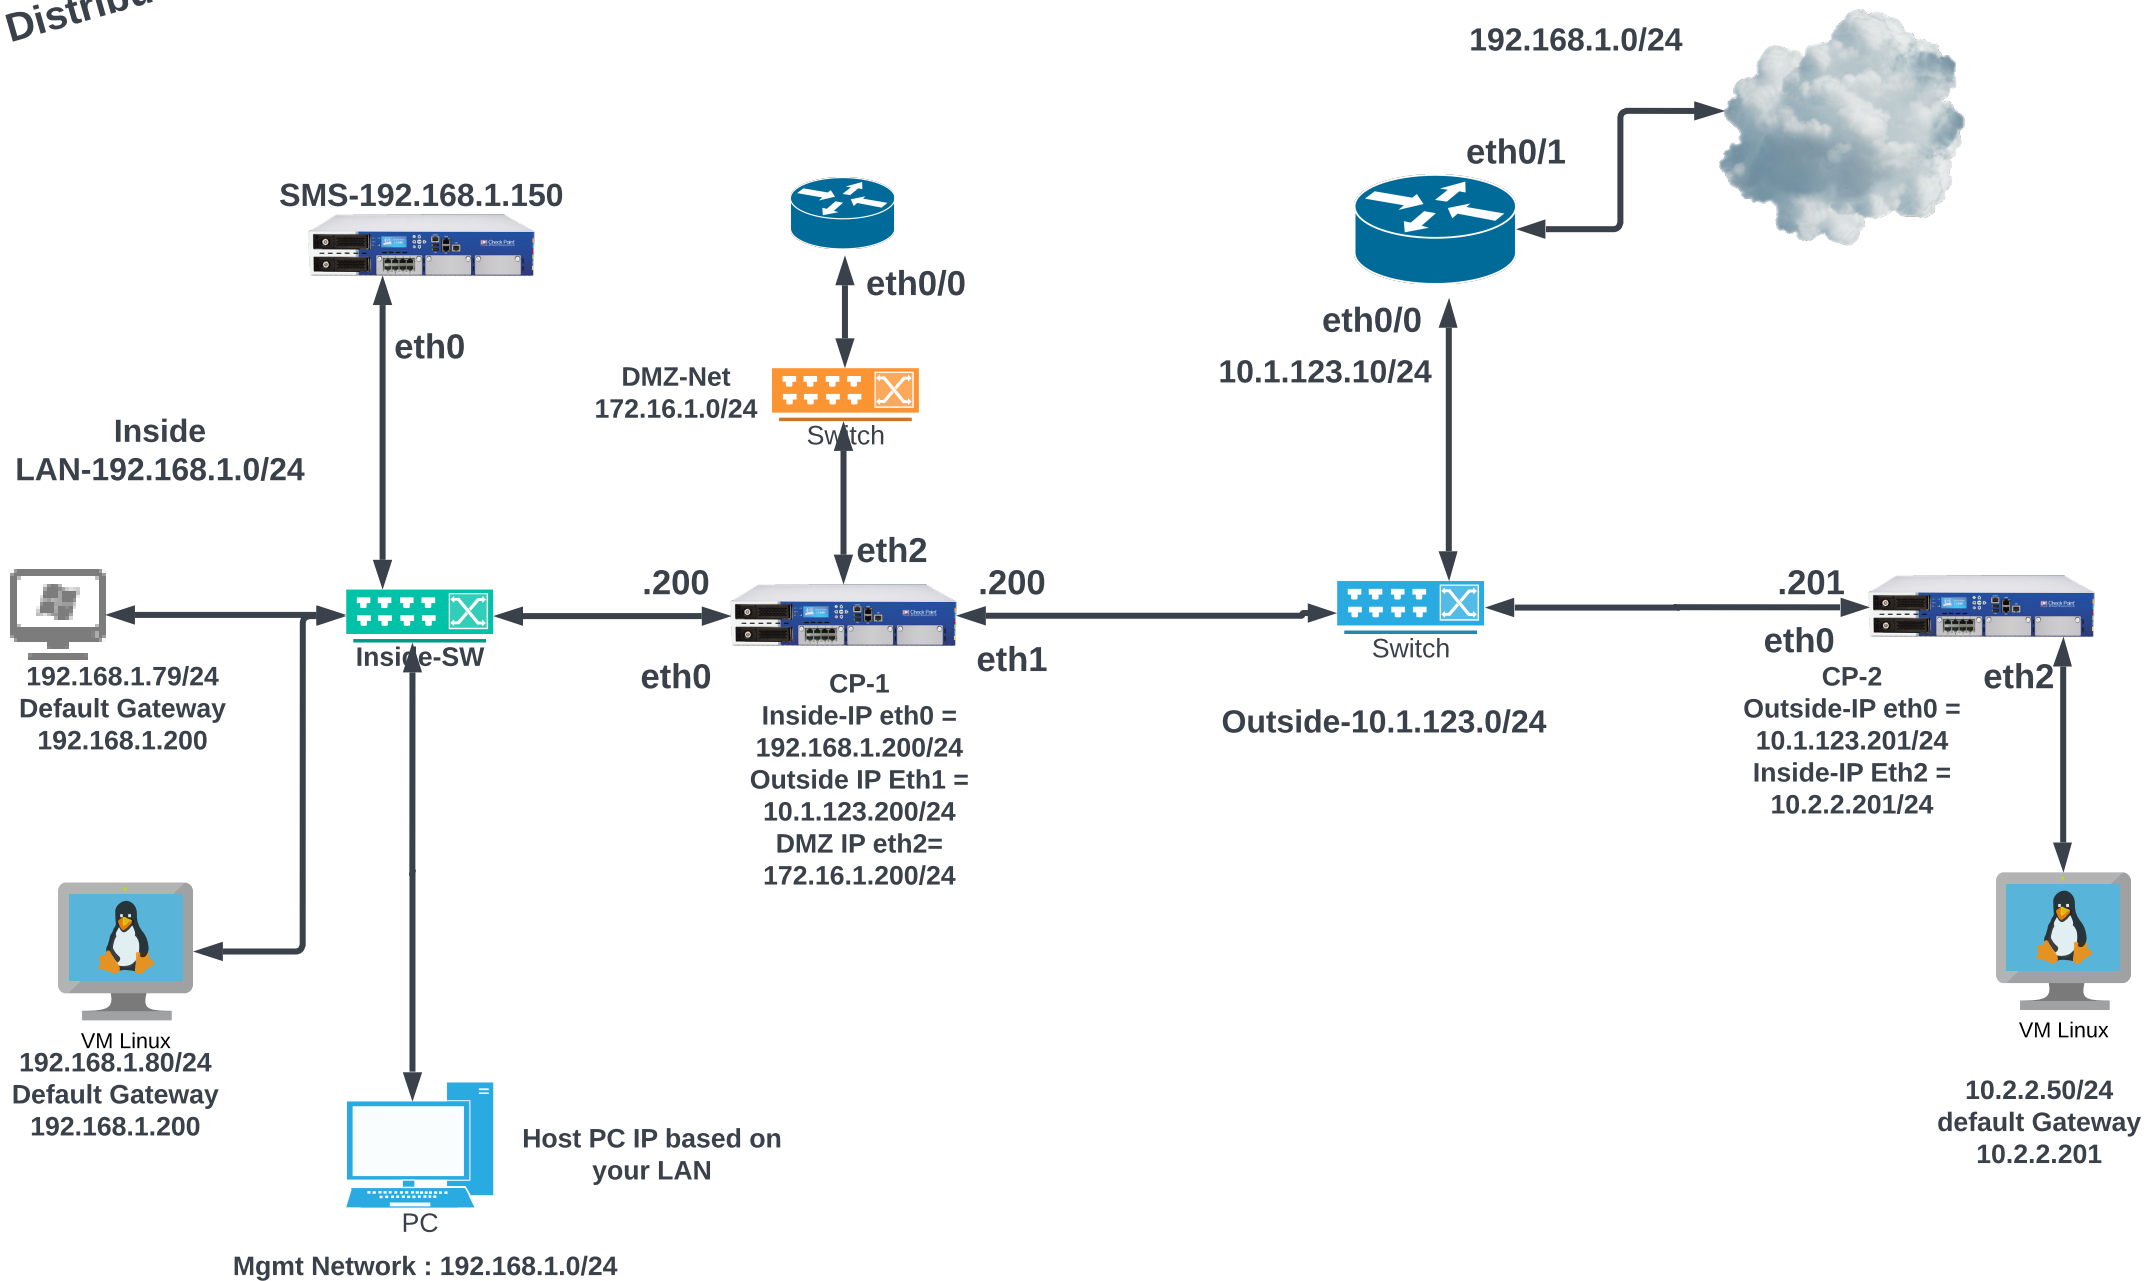 192.168.1.0/24
eth0/1
SMS-192.168.1.150
eth0/0
eth0
eth0/0
10.1.123.10/24
DMZ-Net
172.16.1.0/24
Switch
Inside
LAN-192.168.1.0/24
eth2
.200
.200
.201
Inside-SW
eth0
eth1
Switch
eth0
eth2
192.168.1.79/24
Default Gateway
192.168.1.200
CP-1
Inside-IP eth0 =
192.168.1.200/24
Outside IP Eth1 =
10.1.123.200/24
DMZ IP eth2=
172.16.1.200/24
Outside-10.1.123.0/24
CP-2
Outside-IP eth0 =
10.1.123.201/24
Inside-IP Eth2 =
10.2.2.201/24
VM Linux
192.168.1.80/24
Default Gateway
192.168.1.200
VM Linux
10.2.2.50/24
default Gateway
10.2.2.201
Host PC IP based on
your LAN
PC
Mgmt Network : 192.168.1.0/24
Check Point
Check Point
Check Point